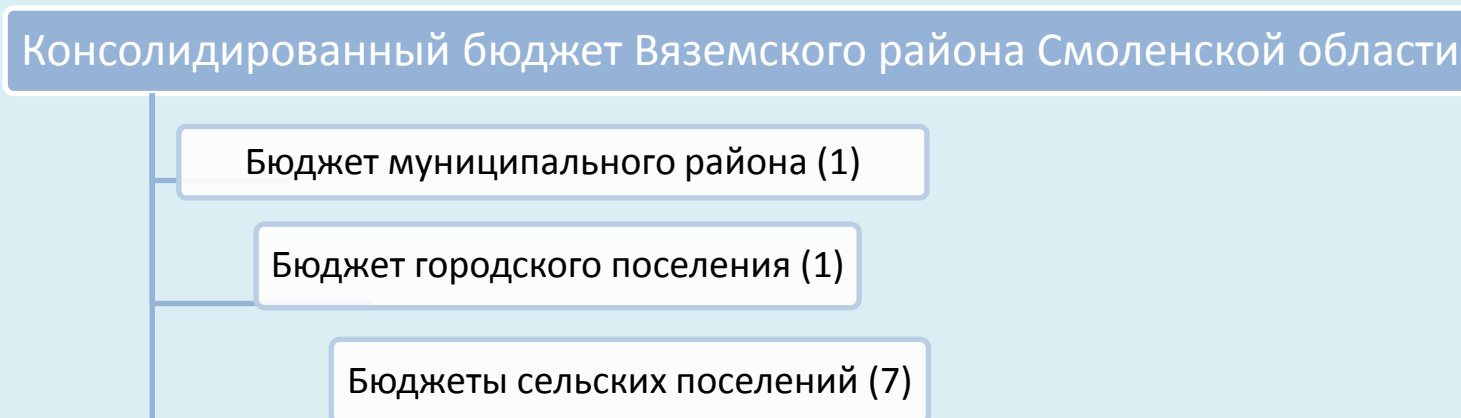 Консолидированный бюджет Вяземского района Смоленской области
Бюджет муниципального района (1)
Бюджет городского поселения (1)
Бюджеты сельских поселений (7)